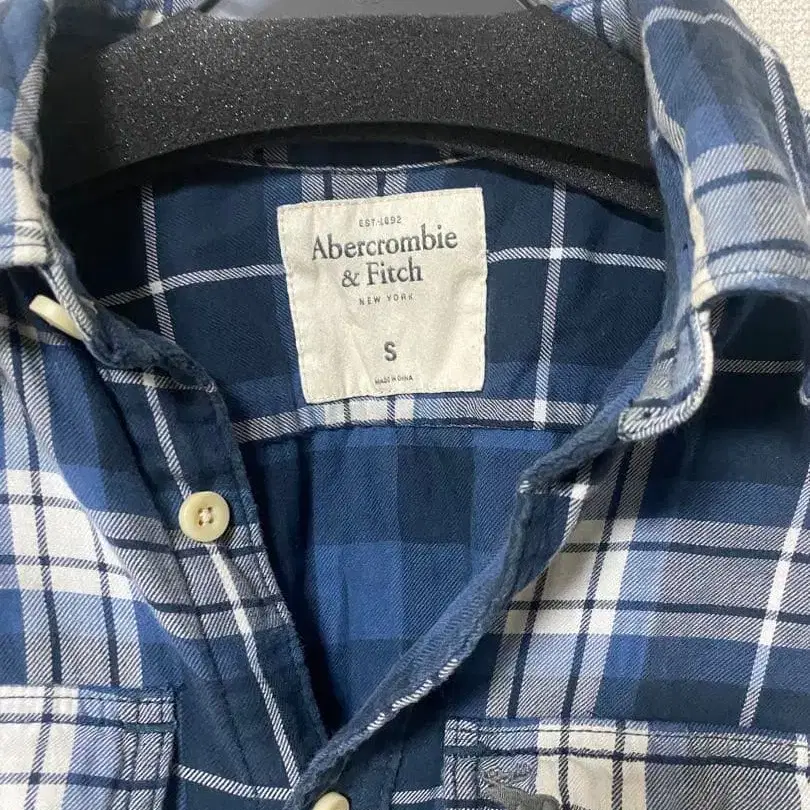 EST. 1892
Abercrombie
& Fitch
NEW YORK
S
MADE IN CHINA